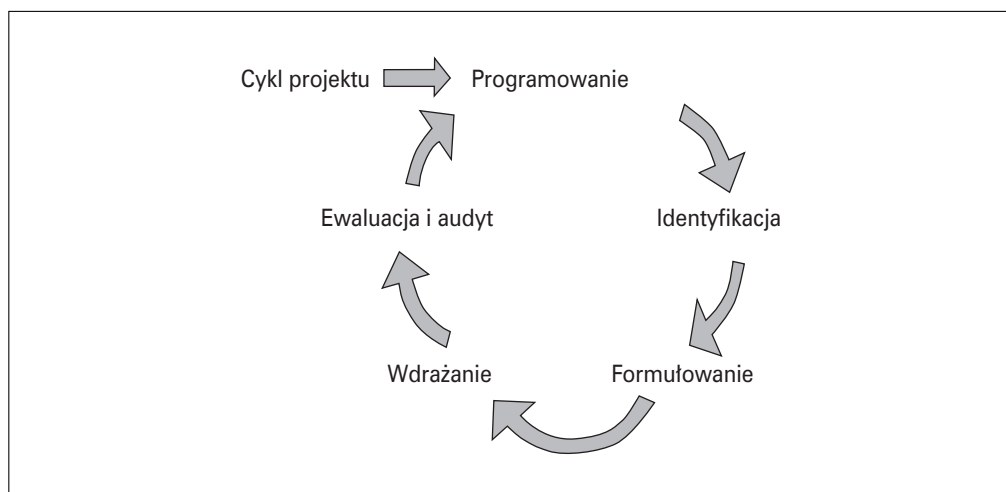 Cykl projektu
Programowanie
Ewaluacja i audyt
Identyfikacja
Wdrażanie
Formułowanie